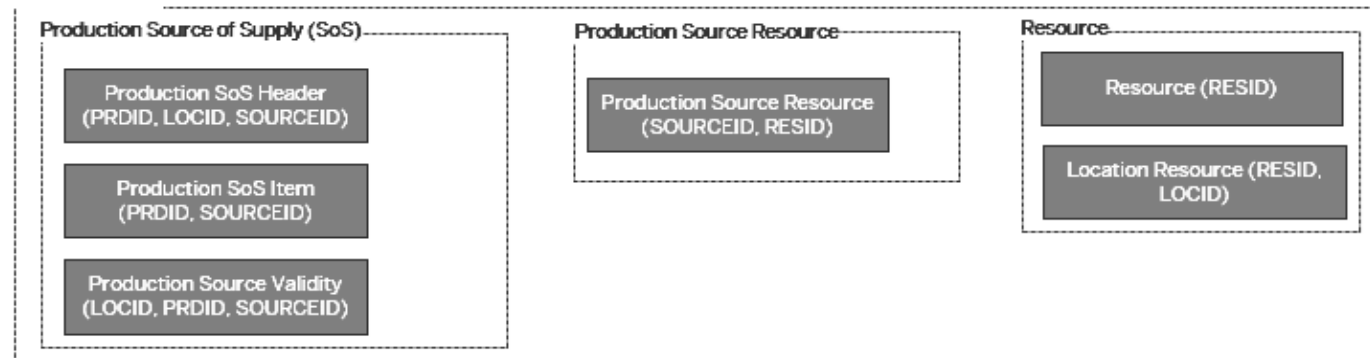 Production Source of Supply (SoS)
Production SoS Header
(PRDID, LOCID, SOURCEID)
Production SoS Item
(PRDID, SOURCEID)
Production Source Validity
(LOCID, PRDID, SOURCEID)
Production Source Resource
Production Source Resource
(SOURCEID, RESID)
Resource
Resource (RESID)
Location Resource (RESID,
LOCID)